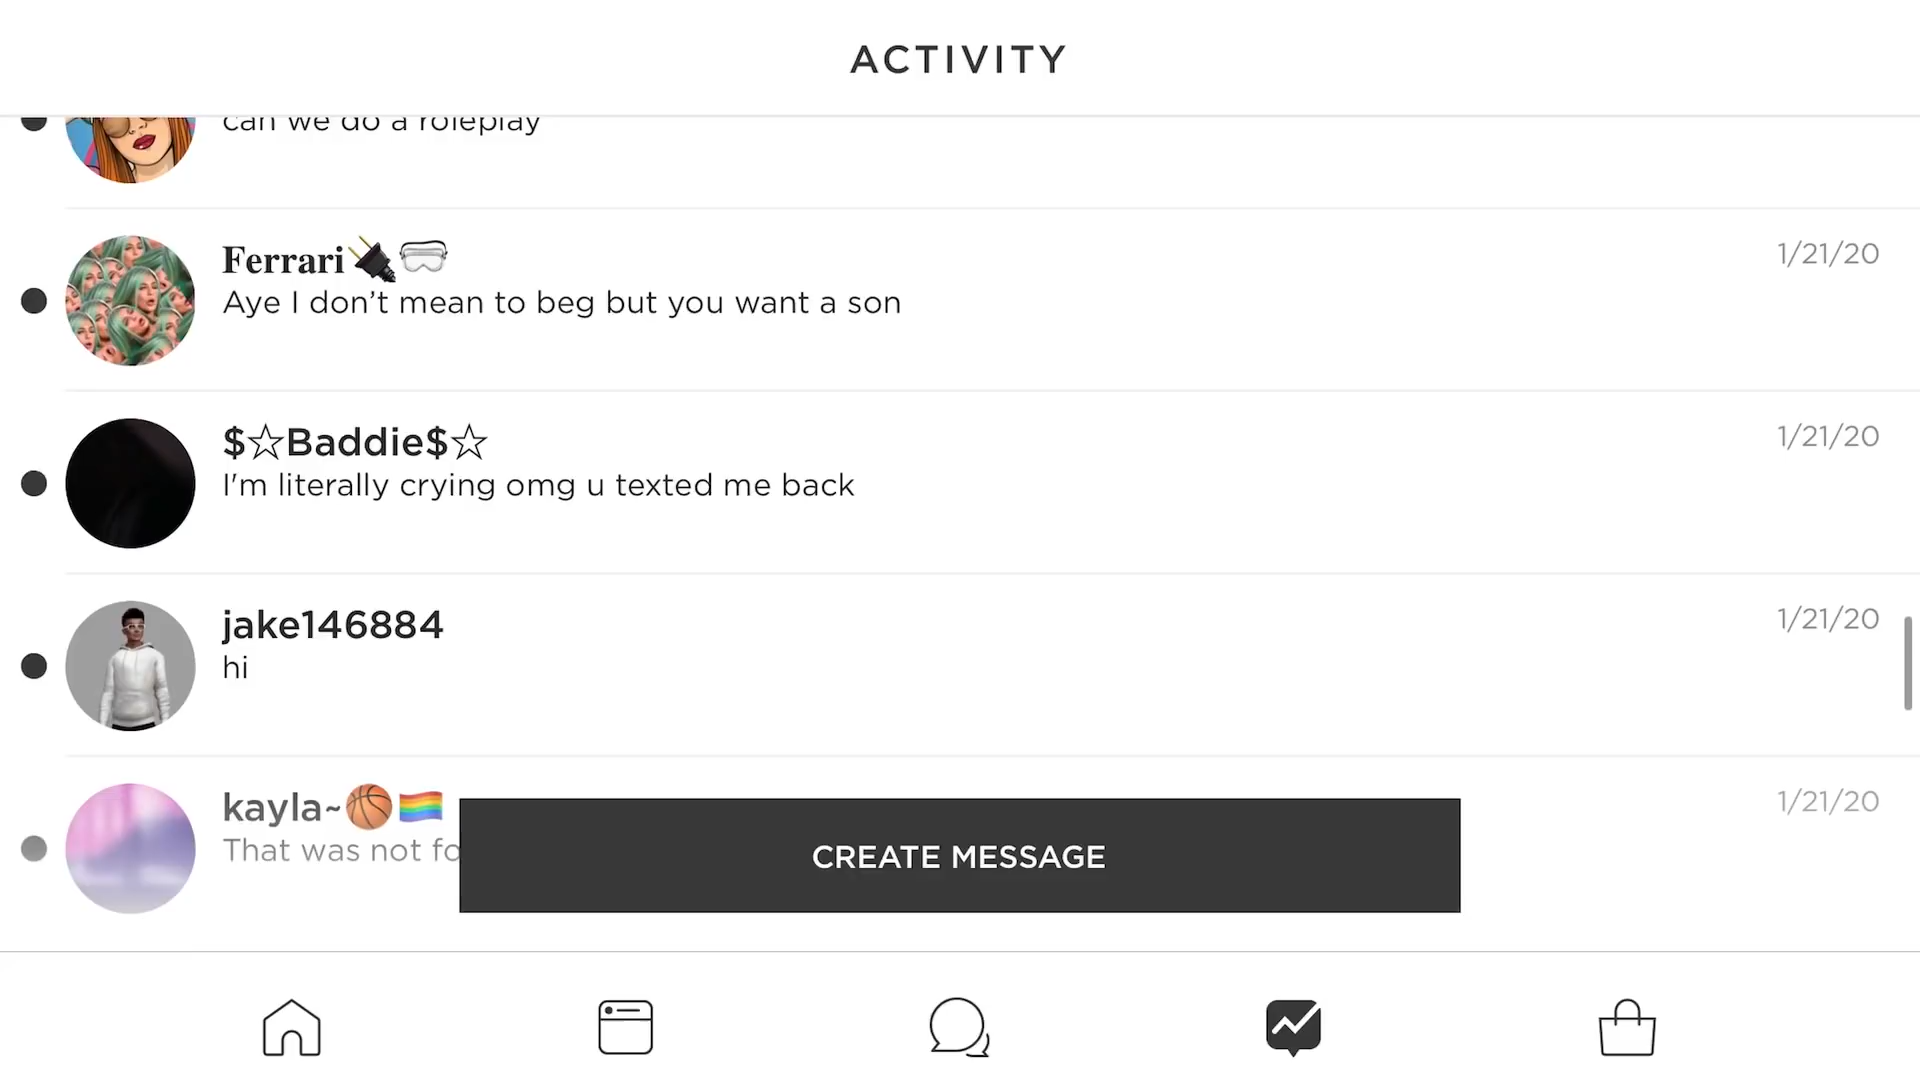 ACTIVITY
can we do a roleplay
Ferrari🔌🥽
1/21/20
Aye I don’t mean to beg but you want a son
$☆Baddie$☆
1/21/20
I'm literally crying omg u texted me back
jake146884
1/21/20
hi
kayla~🏀🏳️‍🌈
1/21/20
That was not fo
CREATE MESSAGE